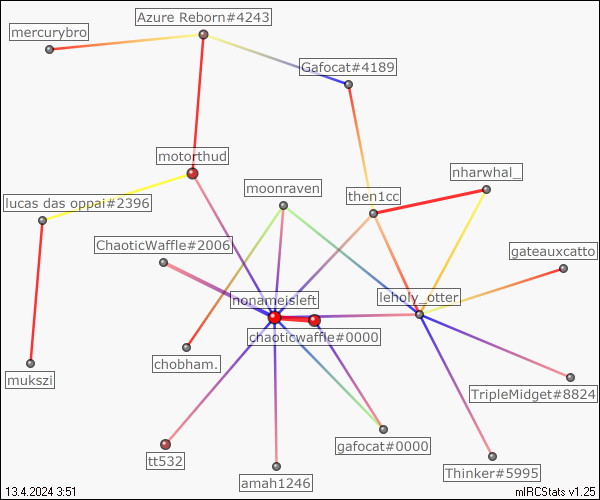 Azure Reborn#4243
mercurybro
Gafocat#4189
motorthud
nharwhal_
moonraven
then1cc
lucas das oppai#2396
ChaoticWaffle#2006
gateauxcatto
nonameisleft
leholy_otter
chaoticwaffle#0000
chobham.
mukszi
TripleMidget#8824
gafocat#0000
tt532
Thinker#5995
amah1246
13.4.2024 3:51
mIRCStats v1.25